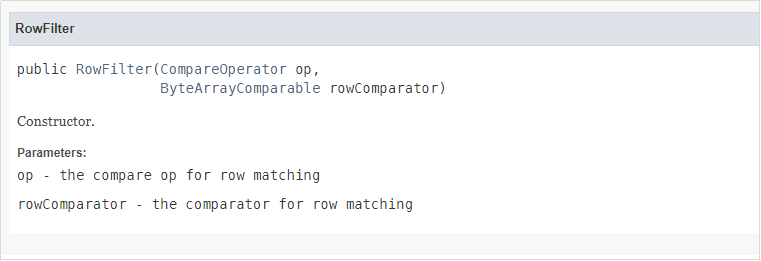 RowFilter
public RowFilter(CompareOperator op,
ByteArrayComparable rowComparator)
Constructor.
Parameters:
op - the compare op for row matching
rowComparator - the comparator for row matching